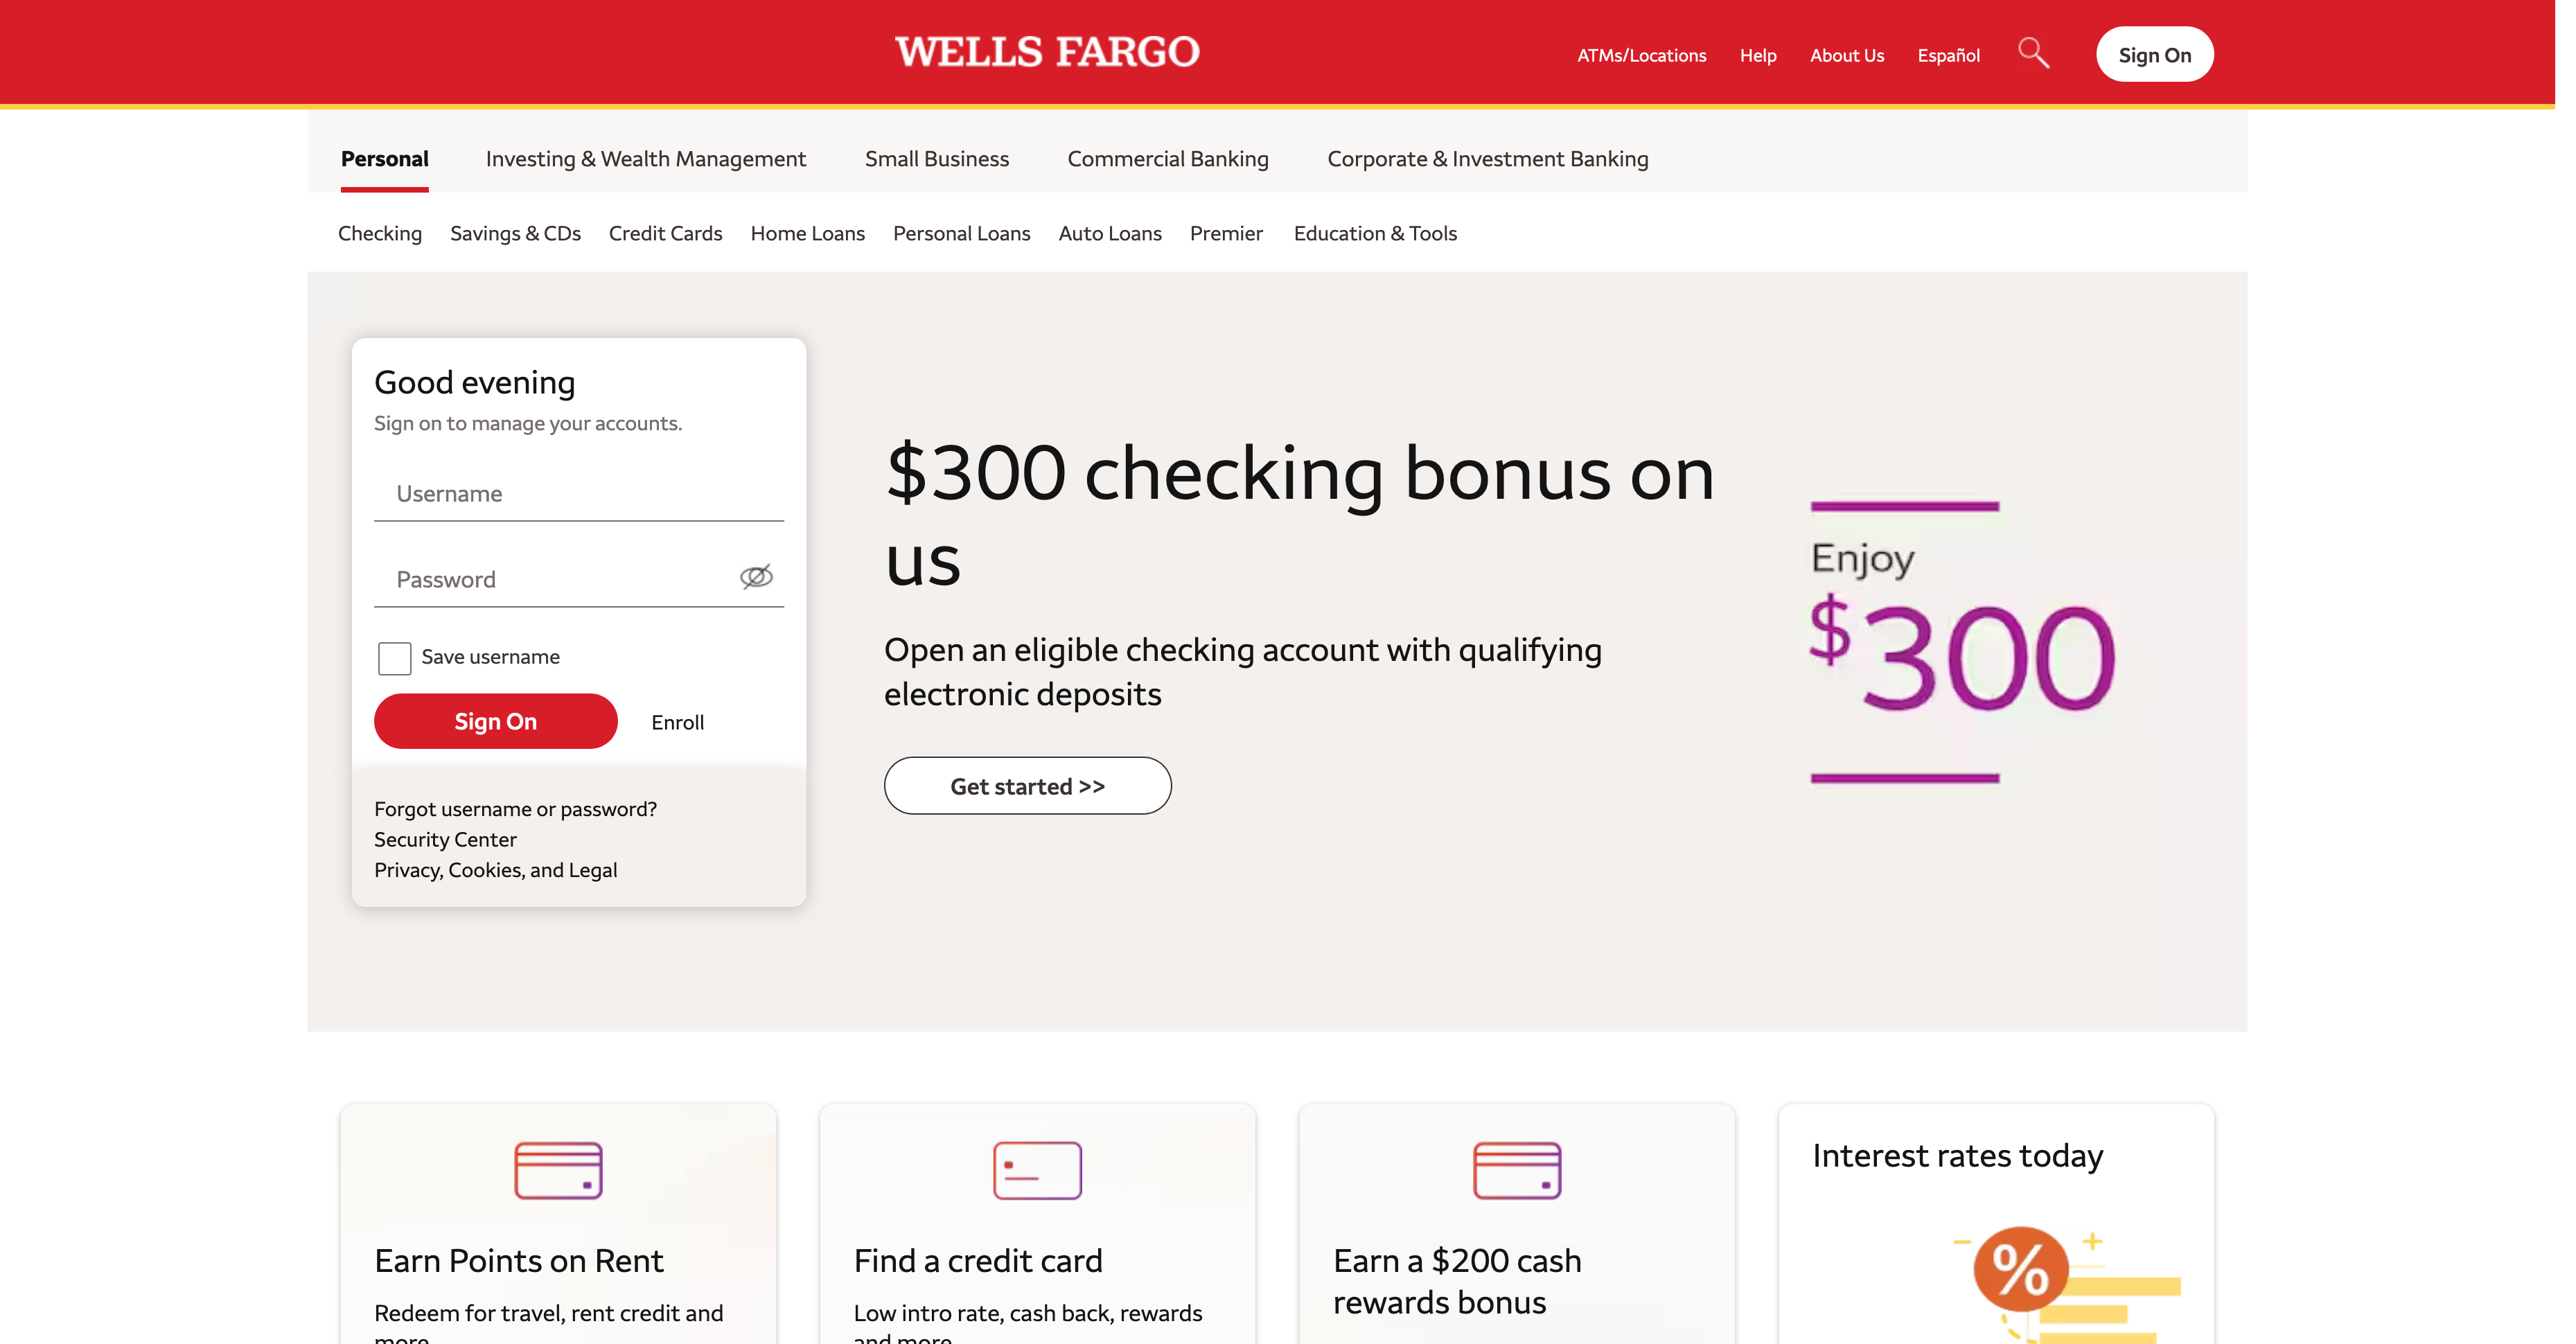 WELLS FARGO
ATMs/Locations Help About Us Español Sign On
Personal Investing & Wealth Management Small Business Commercial Banking Corporate & Investment Banking
Checking Savings & CDs Credit Cards Home Loans Personal Loans Auto Loans Premier Education & Tools
Good evening
Sign on to manage your accounts.
Username
Password
Save username
Sign On Enroll
Forgot username or password?
Security Center
Privacy, Cookies, and Legal
$300 checking bonus on
us
Open an eligible checking account with qualifying
electronic deposits
Get started >>
Enjoy
$300
Earn Points on Rent
Redeem for travel, rent credit and
more
Find a credit card
Low intro rate, cash back, rewards
and more
Earn a $200 cash
rewards bonus
Interest rates today
%